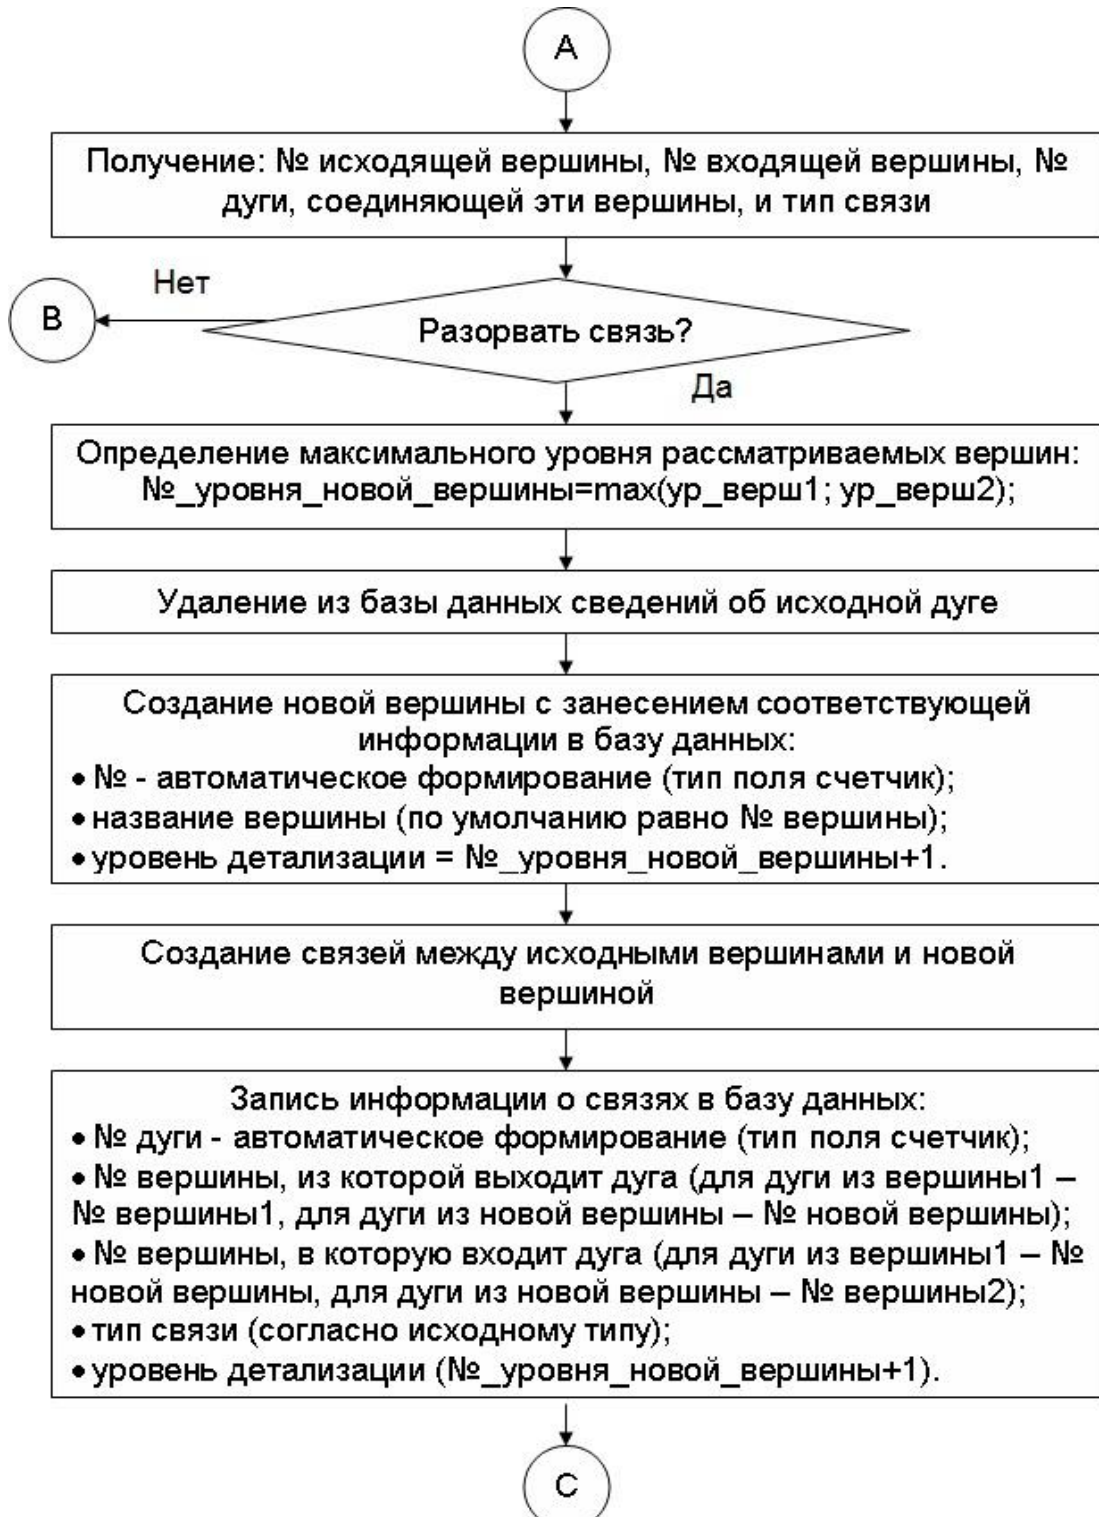 А
Получение: № исходящей вершины, № входящей вершины, №
дуги, соединяющей эти вершины, и тип связи
Нет
В
Разорвать связь?
Да
Определение максимального уровня рассматриваемых вершин:
№_уровня_новой_вершины=max(ур_верш1; ур_верш2);
Удаление из базы данных сведений об исходной дуге
Создание новой вершины с занесением соответствующей
информации в базу данных:
• № - автоматическое формирование (тип поля счетчик);
• название вершины (по умолчанию равно № вершины);
• уровень детализации = №_уровня_новой_вершины+1.
Создание связей между исходными вершинами и новой
вершиной
Запись информации о связях в базу данных:
• № дуги - автоматическое формирование (тип поля счетчик);
• № вершины, из которой выходит дуга (для дуги из вершины1 –
№ вершины1, для дуги из новой вершины – № новой вершины);
• № вершины, в которую входит дуга (для дуги из вершины1 – №
новой вершины, для дуги из новой вершины – № вершины2);
• тип связи (согласно исходному типу);
• уровень детализации (№_уровня_новой_вершины+1).
С